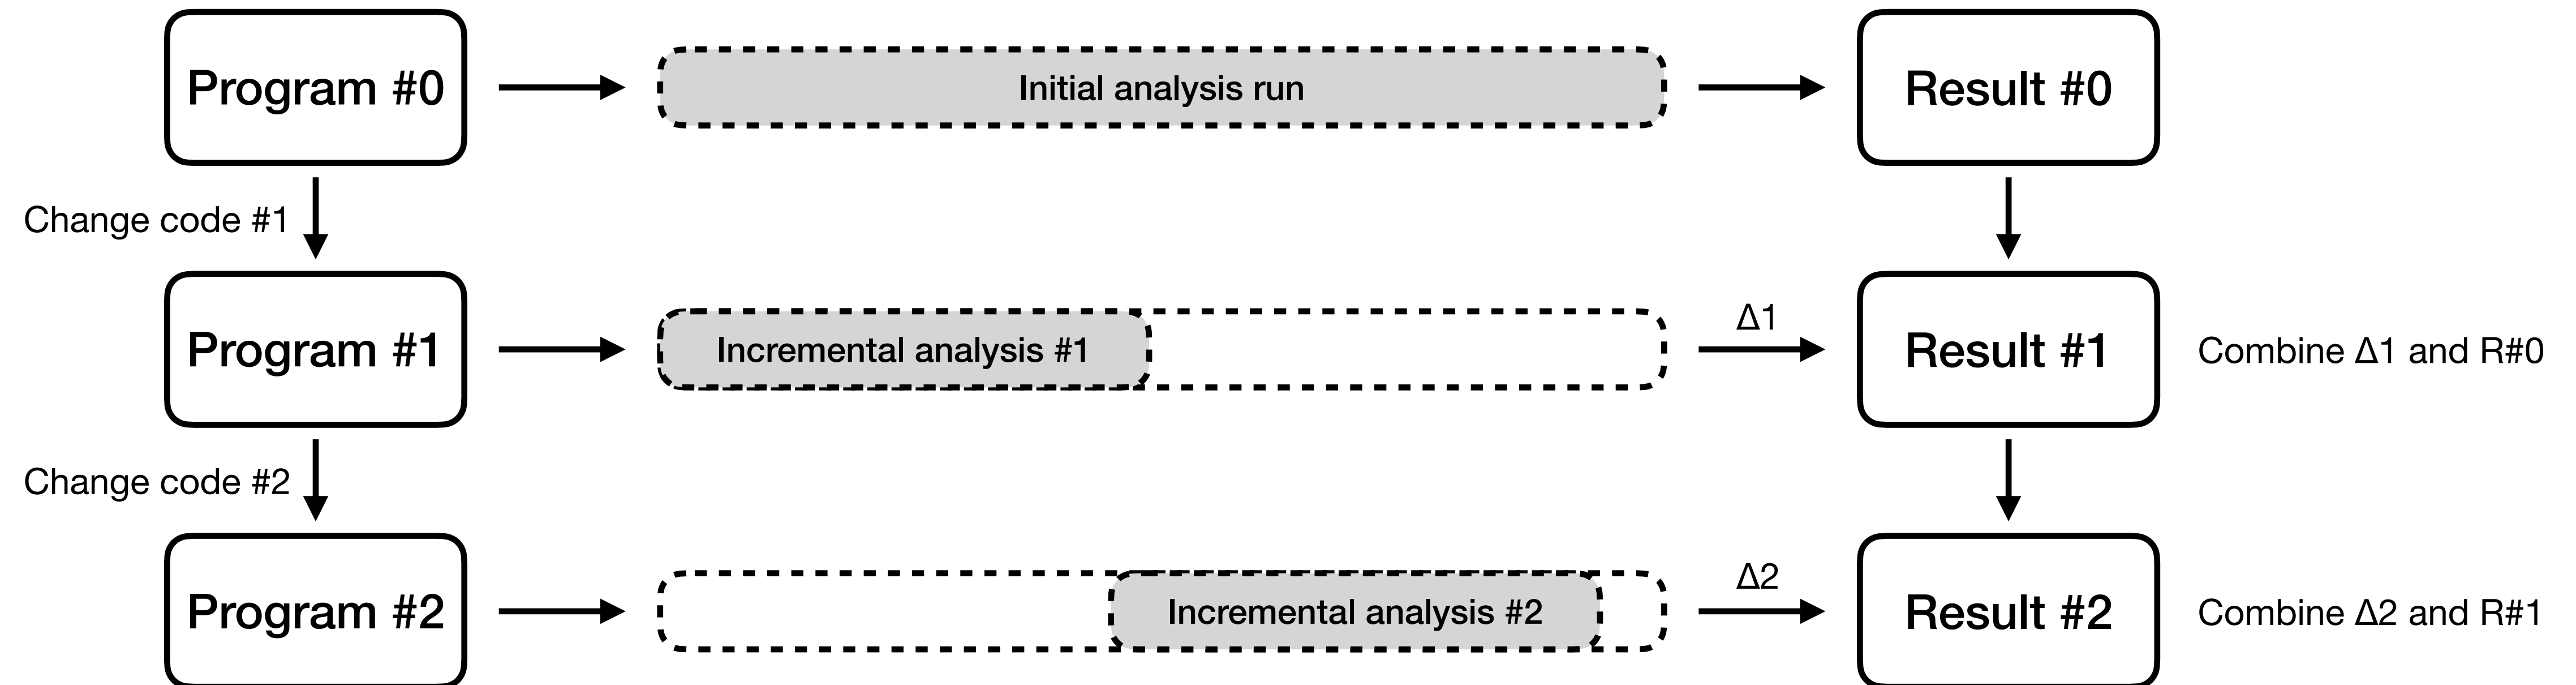 Program #0
Initial analysis run
Result #0
Change code #1
Program #1
Incremental analysis #1
Δ1
Result #1
Combine Δ1 and R#0
Change code #2
Program #2
Incremental analysis #2
Δ2
Result #2
Combine Δ2 and R#1